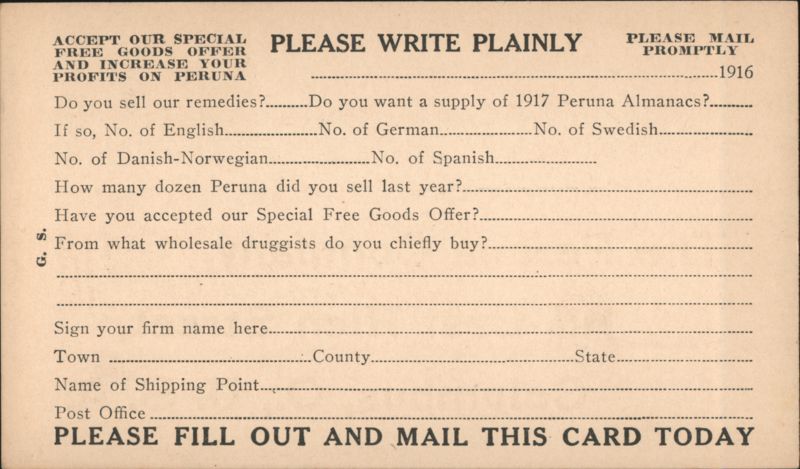 ACCEPT OUR SPECIAL
FREE GOODS OFFER
AND INCREASE YOUR
PROFITS ON PERUNA
PLEASE WRITE PLAINLY
PLEASE MAIL
PROMPTLY
1916
Do you sell our remedies? Do you want a supply of 1917 Peruna Almanacs?
If so, No. of English No. of German No. of Swedish
No. of Danish-Norwegian No. of Spanish
How many dozen Peruna did you sell last year?
Have you accepted our Special Free Goods Offer?
G. S.
From what wholesale druggists do you chiefly buy?
Sign your firm name here
Town County State
Name of Shipping Point
Post Office
PLEASE FILL OUT AND MAIL THIS CARD TODAY